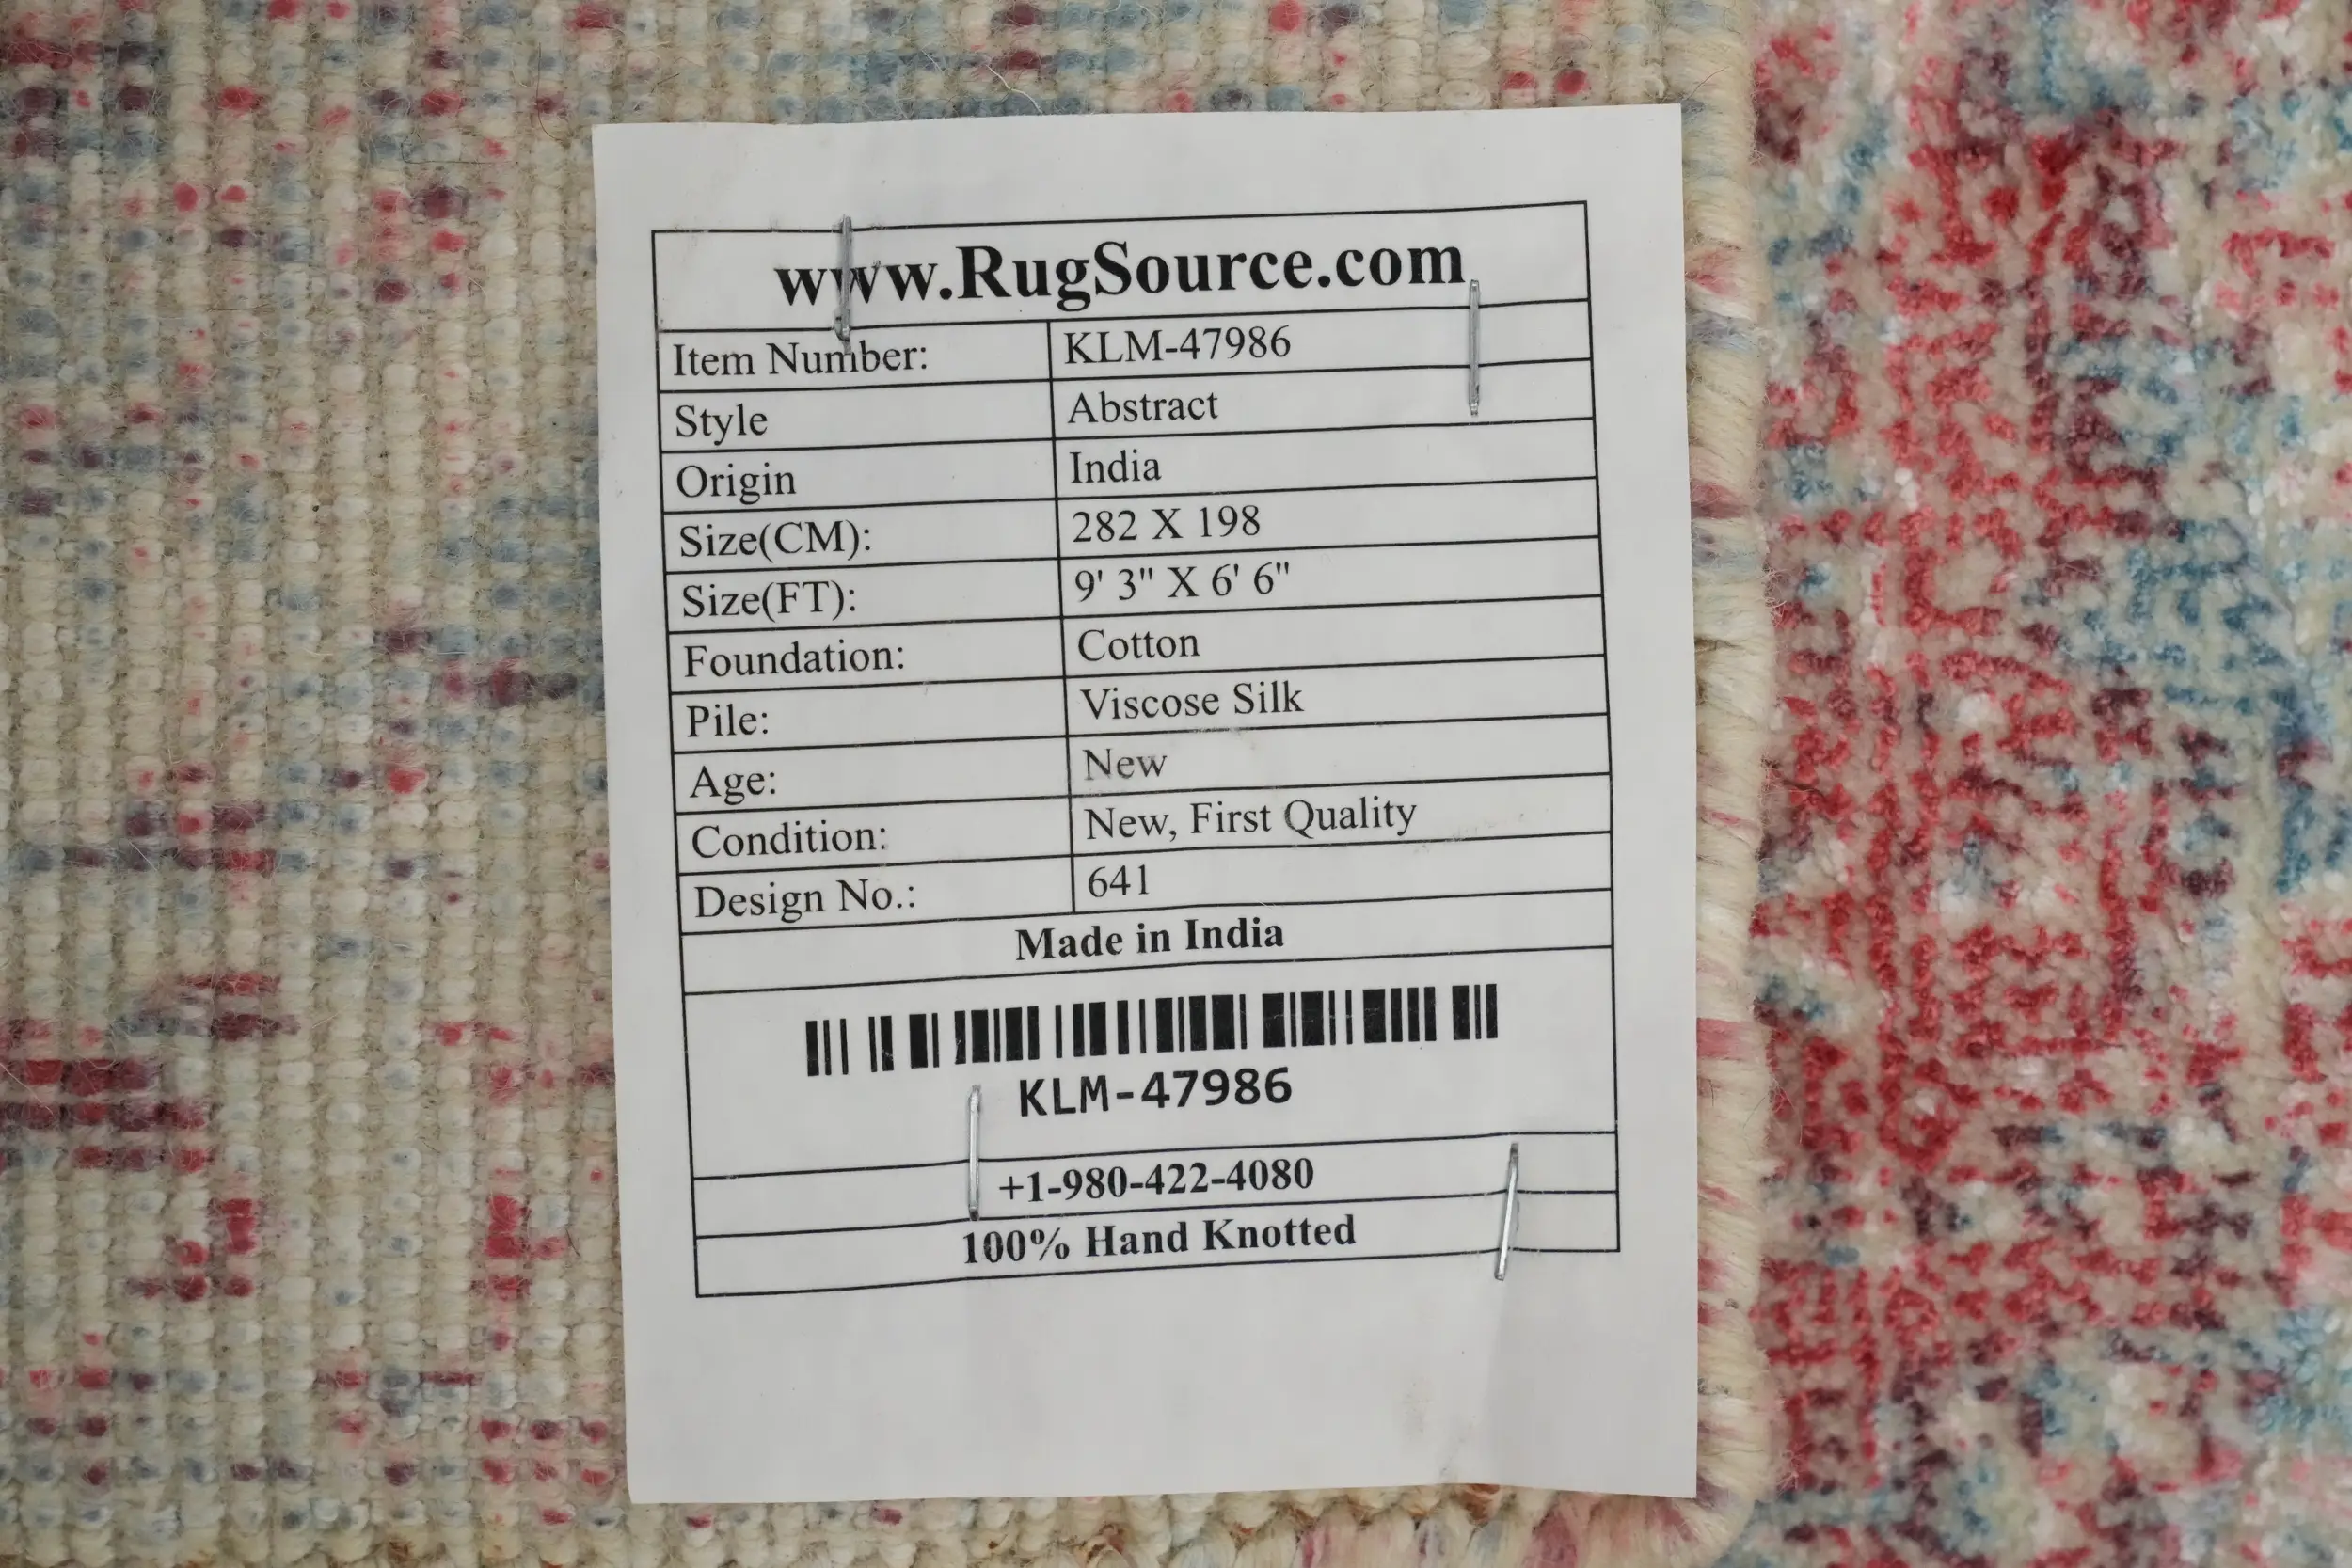 www.RugSource.com
Item Number: KLM-47986
Style Abstract
Origin India
Size(CM): 282 X 198
Size(FT): 9' 3" X 6' 6"
Foundation: Cotton
Pile: Viscose Silk
Age: New
Condition: New, First Quality
Design No.: 641
Made in India
KLM-47986
+1-980-422-4080
100% Hand Knotted